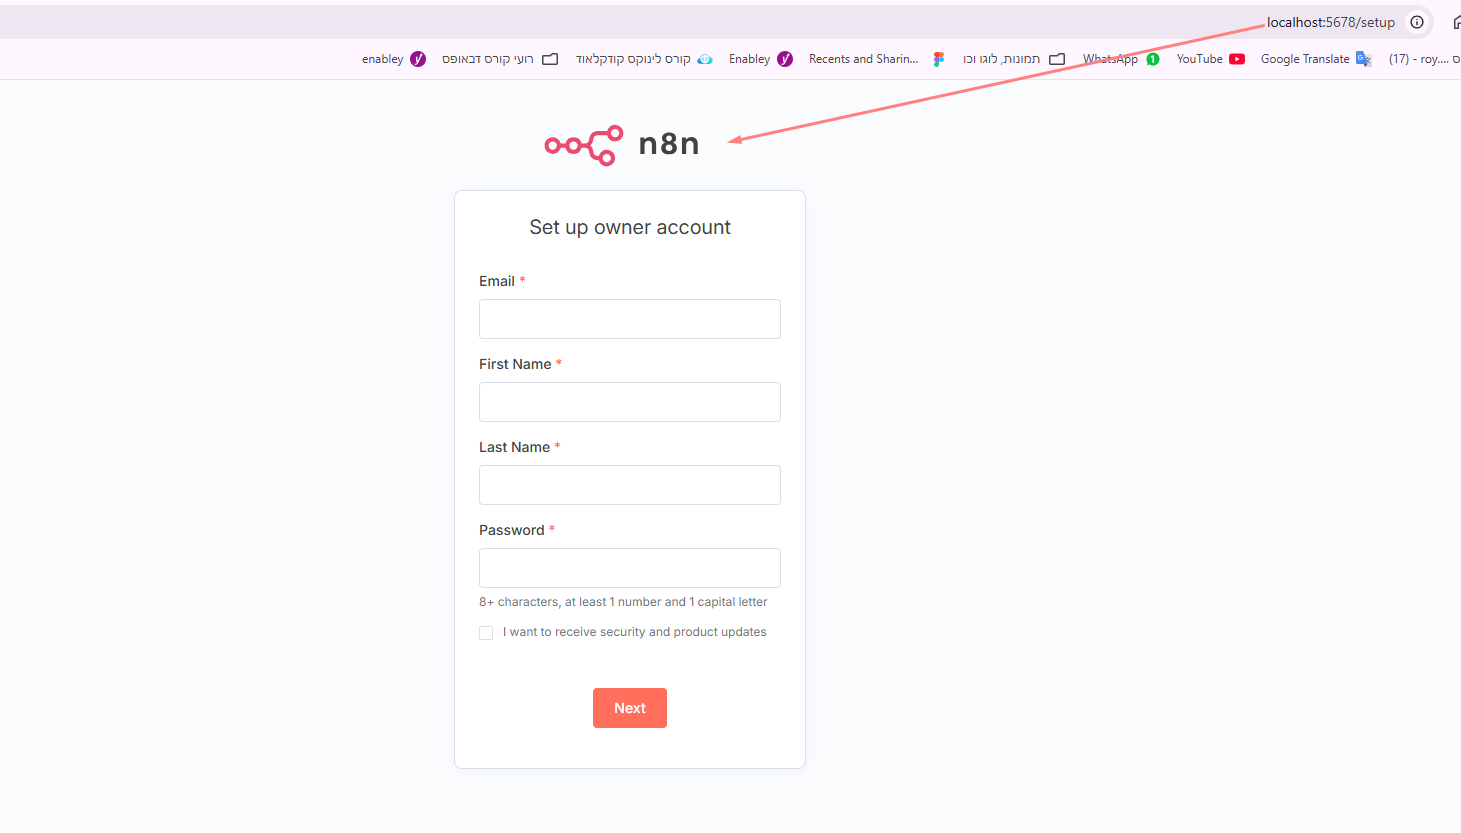 localhost:5678/setup
enabley
רועי קורס דבאופס
קורס לינוקס קודקלאוד
Enabley
Recents and Sharin...
תמונות, לוגו וכו
WhatsApp
1
YouTube
Google Translate
(17) - roy....
n8n
Set up owner account
Email *
First Name *
Last Name *
Password *
8+ characters, at least 1 number and 1 capital letter
I want to receive security and product updates
Next